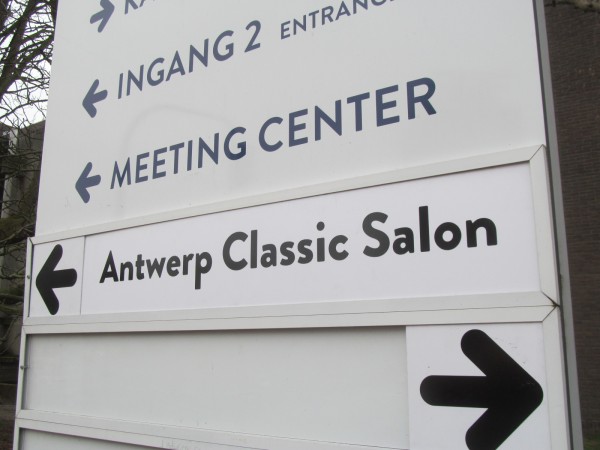 INGANG 2 ENTRANC
MEETING CENTER
Antwerp Classic Salon